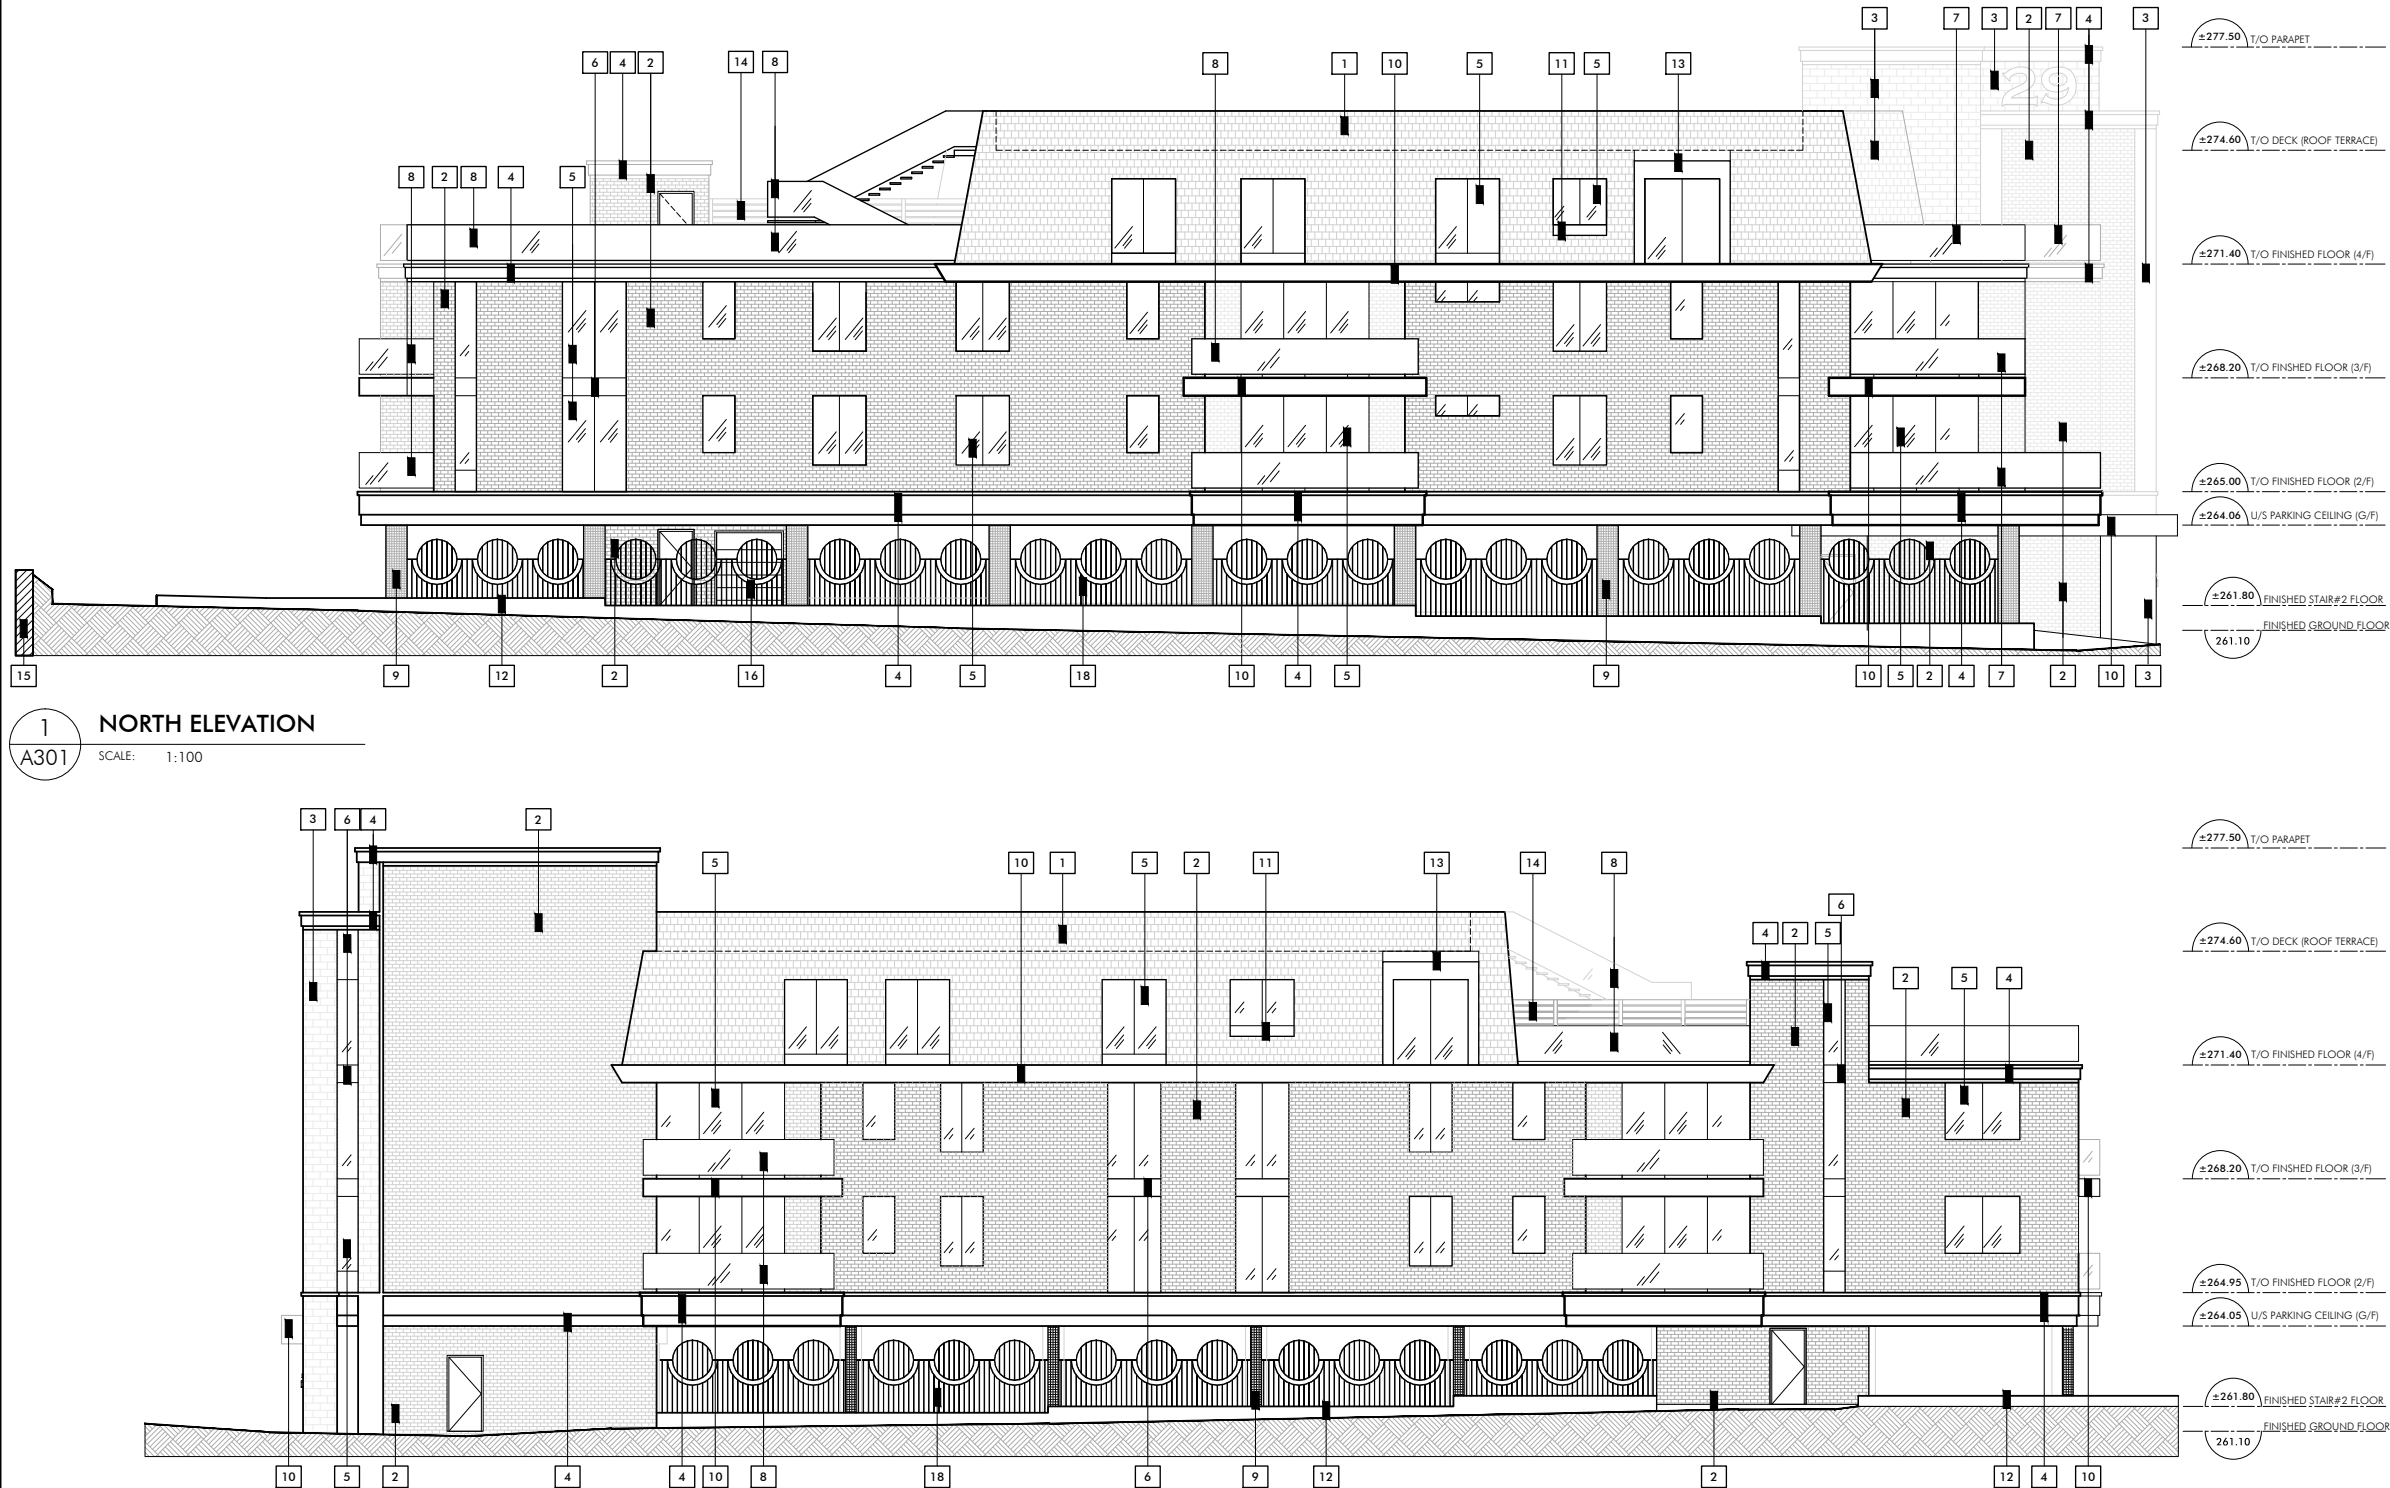 3 7 3 2 7 4 3
±277.50 T/O PARAPET
6 4 2 14 8 8 1 10 5 11 5 13
29
±274.60 T/O DECK (ROOF TERRACE)
8 2 8 4 5
±271.40 T/O FINISHED FLOOR (4/F)
±268.20 T/O FINSHED FLOOR (3/F)
±265.00 T/O FINISHED FLOOR (2/F)
±264.06 U/S PARKING CEILING (G/F)
±261.80 FINISHED STAIR#2 FLOOR
FINISHED GROUND FLOOR
261.10
15 9 12 2 16 4 5 18 10 4 5 9 10 5 2 4 7 2 10 3
1
A301
NORTH ELEVATION
SCALE: 1:100
3 6 4 2
±277.50 T/O PARAPET
5 10 1 5 2 11 13 14 8
6
4 2 5
±274.60 T/O DECK (ROOF TERRACE)
2 5 4
±271.40 T/O FINISHED FLOOR (4/F)
±268.20 T/O FINSHED FLOOR (3/F)
±264.95 T/O FINISHED FLOOR (2/F)
±264.05 U/S PARKING CEILING (G/F)
±261.80 FINISHED STAIR#2 FLOOR
FINISHED GROUND FLOOR
261.10
10 5 2 4 4 10 8 18 6 9 12 2 12 4 10